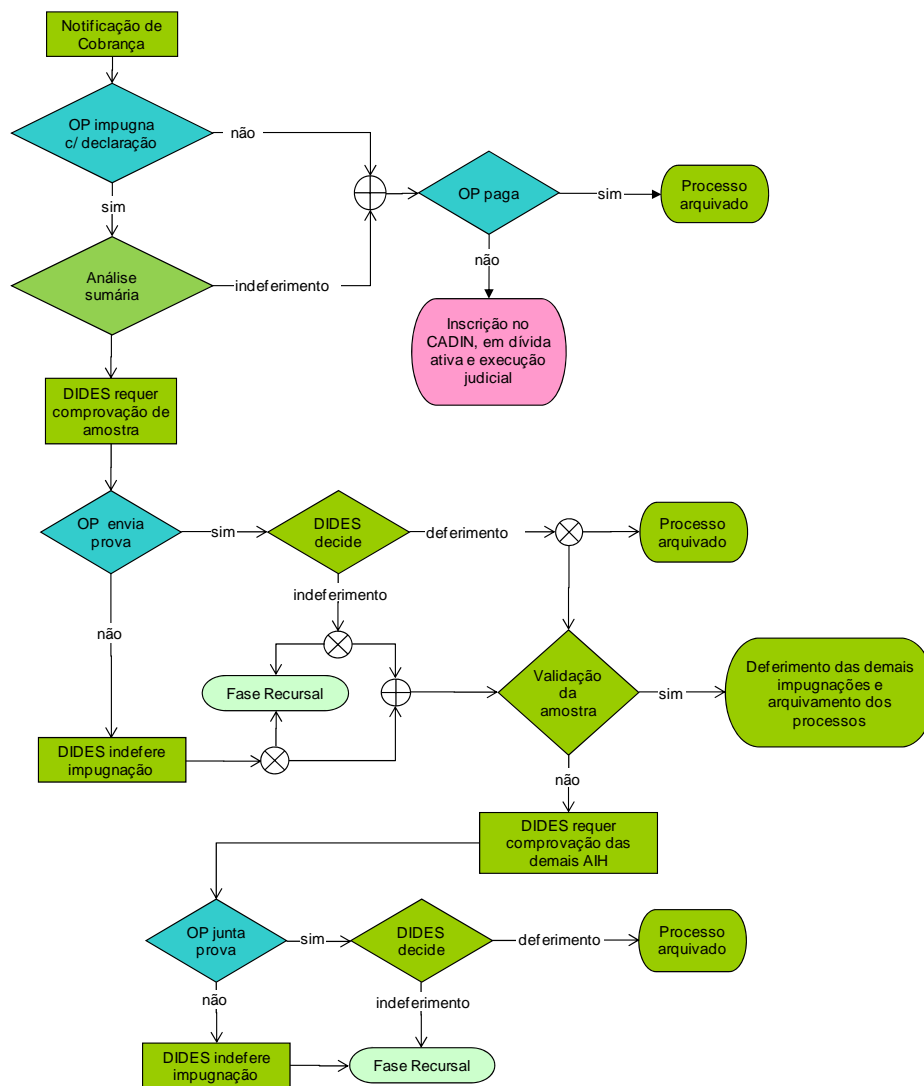 Notificação de
Cobrança
OP impugna
c/ declaração
não
sim
OP paga
sim
Processo
arquivado
não
Análise
sumária
indeferimento
Inscrição no
CADIN, em dívida
ativa e execução
judicial
DIDES requer
comprovação de
amostra
OP  envia
prova
sim
DIDES
decide
deferimento
Processo
arquivado
indeferimento
não
Fase Recursal
Validação
da
amostra
sim
Deferimento das demais
impugnações e
arquivamento dos
processos
DIDES indefere
impugnação
não
DIDES requer
comprovação das
demais AIH
OP junta
prova
sim
DIDES
decide
deferimento
Processo
arquivado
não
indeferimento
DIDES indefere
impugnação
Fase Recursal